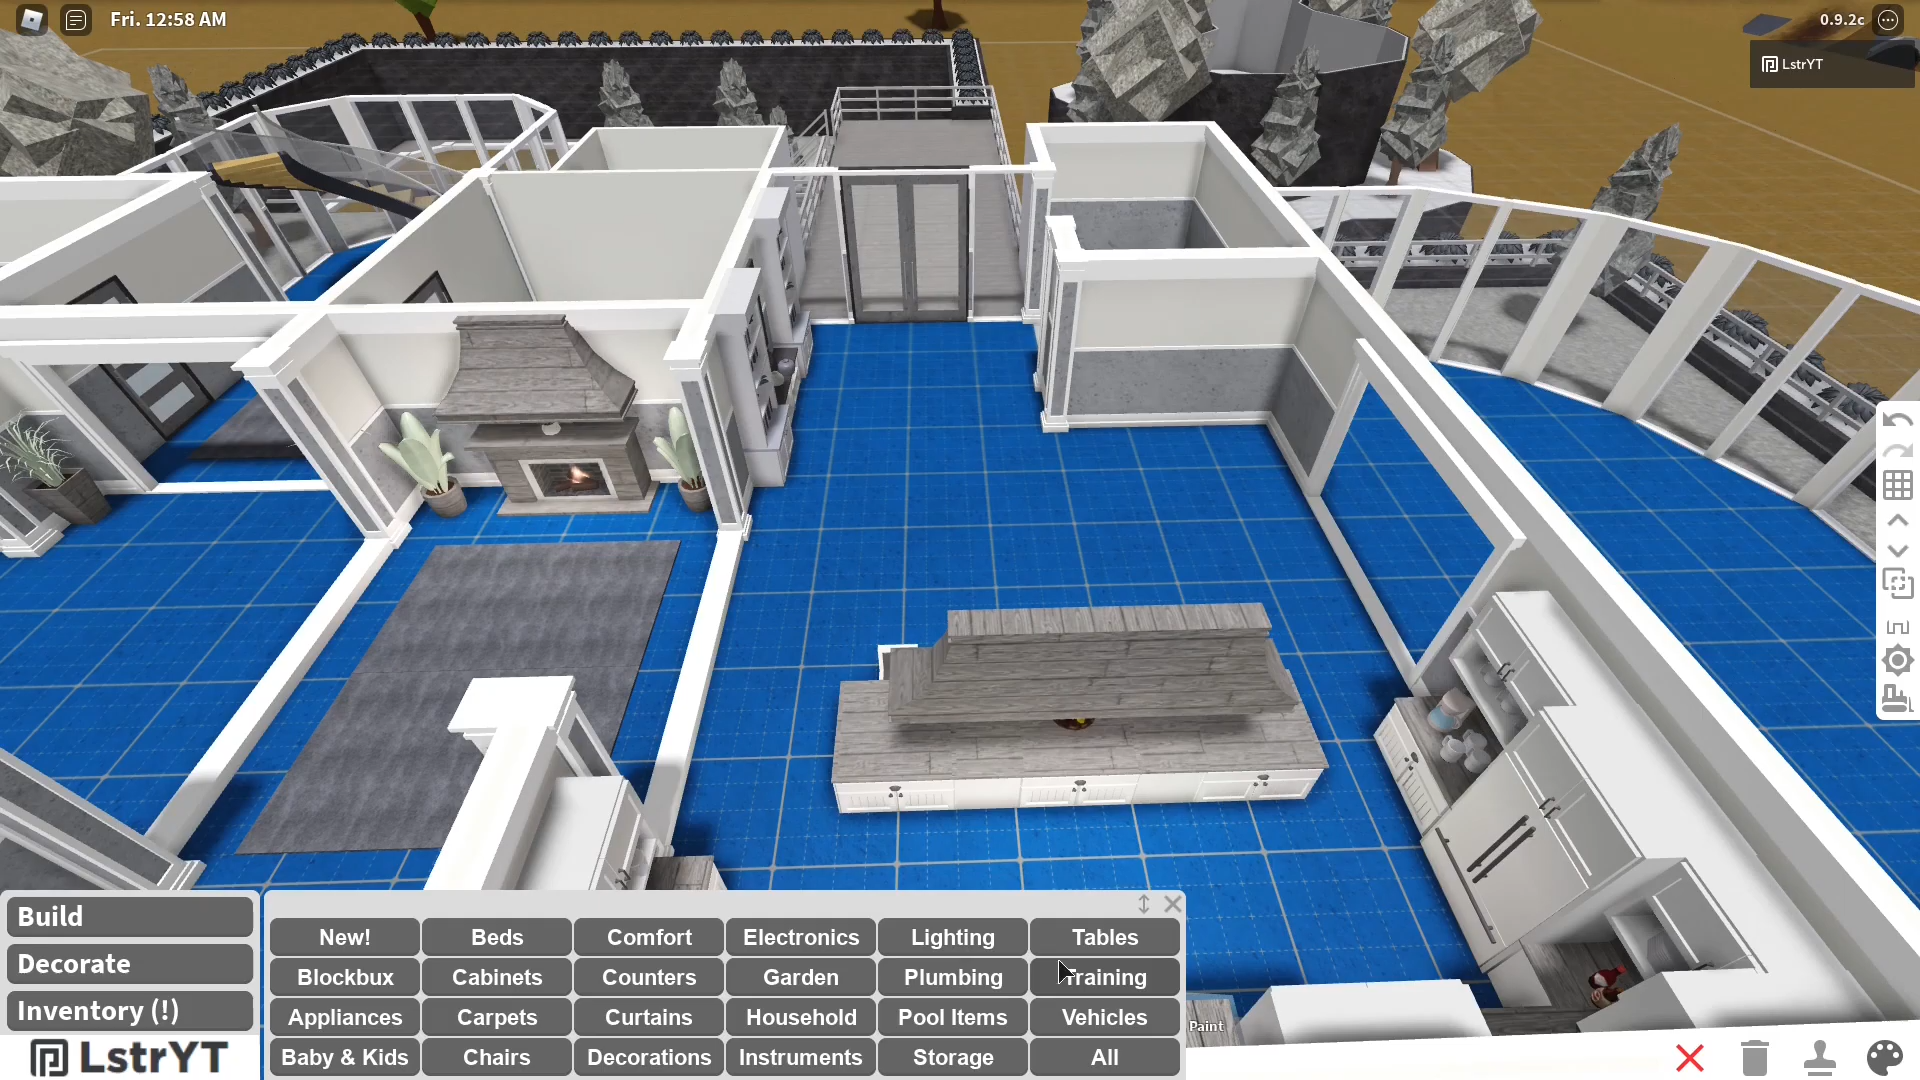 Fri. 12:58 AM
0.9.2c
LstrYT
Build
Decorate
Inventory (!)
LstrYT
New!
Beds
Comfort
Electronics
Lighting
Tables
Blockbux
Cabinets
Counters
Garden
Plumbing
Training
Appliances
Carpets
Curtains
Household
Pool Items
Vehicles
Baby & Kids
Chairs
Decorations
Instruments
Storage
All
Paint